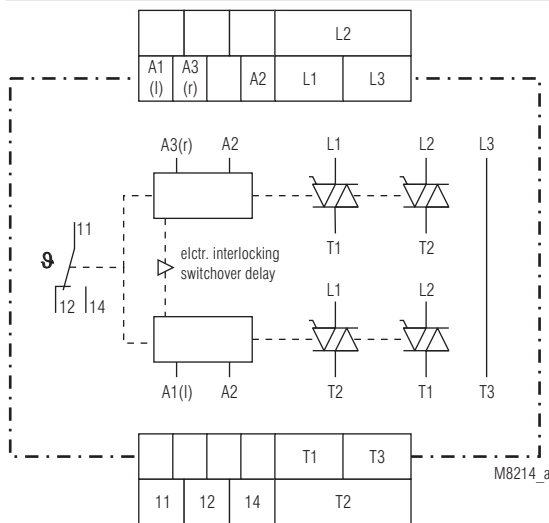 L2
A1 A3 A2 L1 L3
(l) (r)
A3(r) A2 L1 L2 L3
T1 T2
ϑ 11
elctr. interlocking
switchover delay
12 14
L1 L2
A1(l) A2 T2 T1 T3
T1 T3
M8214_a
11 12 14 T2